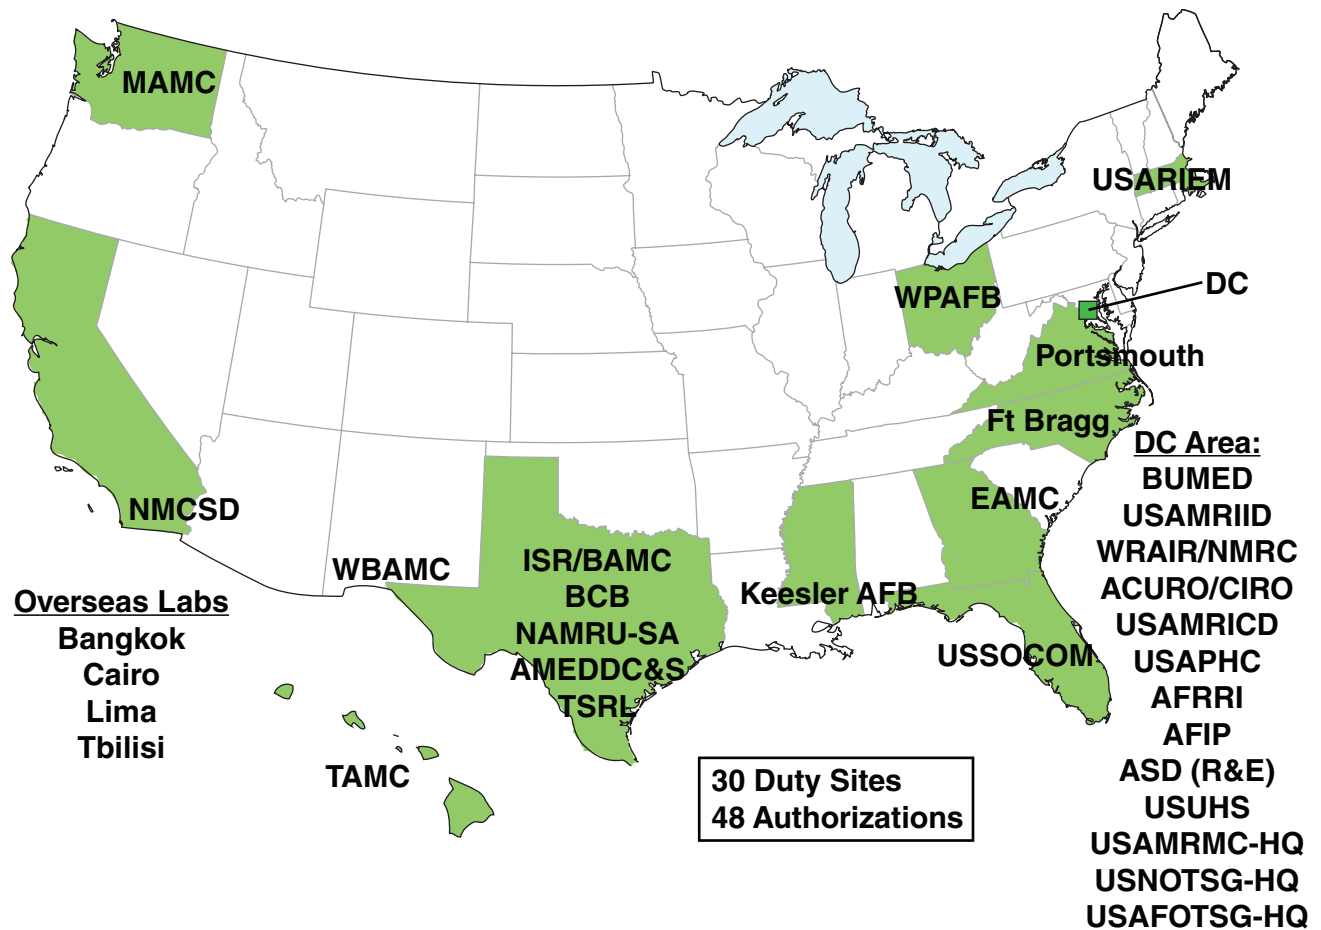 MAMC
USARIEM
DC
WPAFB
Portsmouth
Ft Bragg
EAMC
NMCSD
WBAMC
ISR/BAMC
BCB
NAMRU-SA
AMEDDC&S
TSRL
Keesler AFB
USSOCOM
TAMC
Overseas Labs
Bangkok
Cairo
Lima
Tbilisi
30 Duty Sites
48 Authorizations
DC Area:
BUMED
USAMRIID
WRAIR/NMRC
ACURO/CIRO
USAMRICD
USAPHC
AFRRI
AFIP
ASD (R&E)
USUHS
USAMRMC-HQ
USNOTSG-HQ
USAFOTSG-HQ